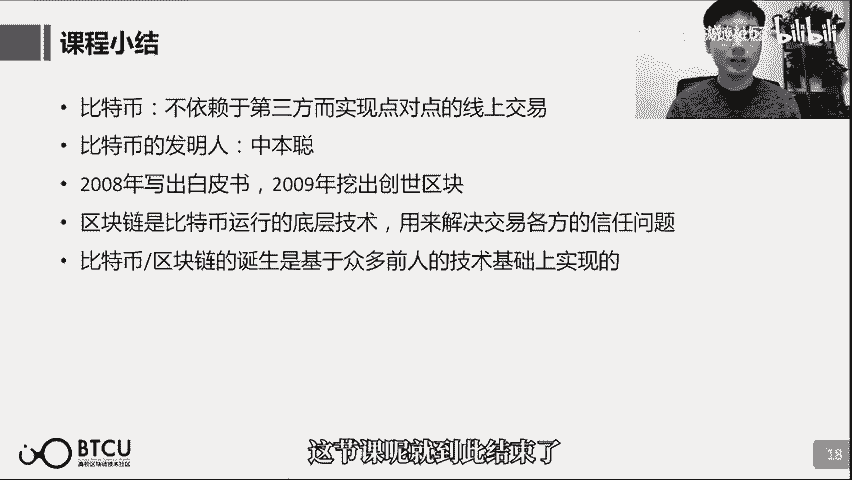 课程小结
bilibili
• 比特币：不依赖于第三方而实现点对点的线上交易
• 比特币的发明人：中本聪
• 2008年写出白皮书，2009年挖出创世区块
• 区块链是比特币运行的底层技术，用来解决交易各方的信任问题
• 比特币/区块链的诞生是基于众多前人的技术基础上实现的
BTCU
高校区块链技术社区
这节课呢就到此结束了
18